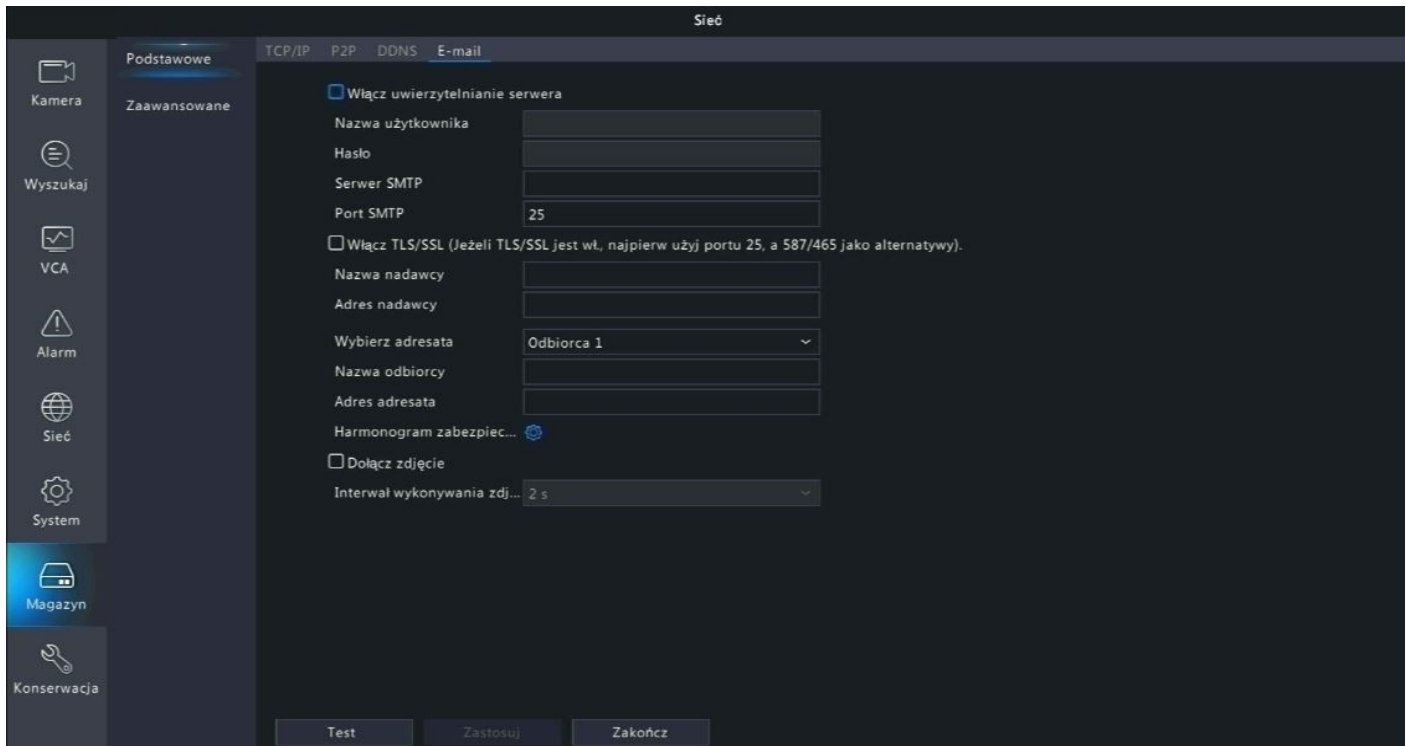 Sieć
Kamera
Wyszukaj
VCA
Alarm
Sieć
System
Magazyn
Konserwacja
Podstawowe
Zaawansowane
TCP/IP P2P DDNS E-mail
Włącz uwierzytelnianie serwera
Nazwa użytkownika
Hasło
Serwer SMTP
Port SMTP 25
Włącz TLS/SSL (Jeżeli TLS/SSL jest wł., najpierw użyj portu 25, a 587/465 jako alternatywy).
Nazwa nadawcy
Adres nadawcy
Wybierz adresata Odbiorca 1
Nazwa odbiorcy
Adres adresata
Harmonogram zabezpiec...
Dołącz zdjęcie
Interwał wykonywania zdj... 2 s
Test Zastosuj Zakończ